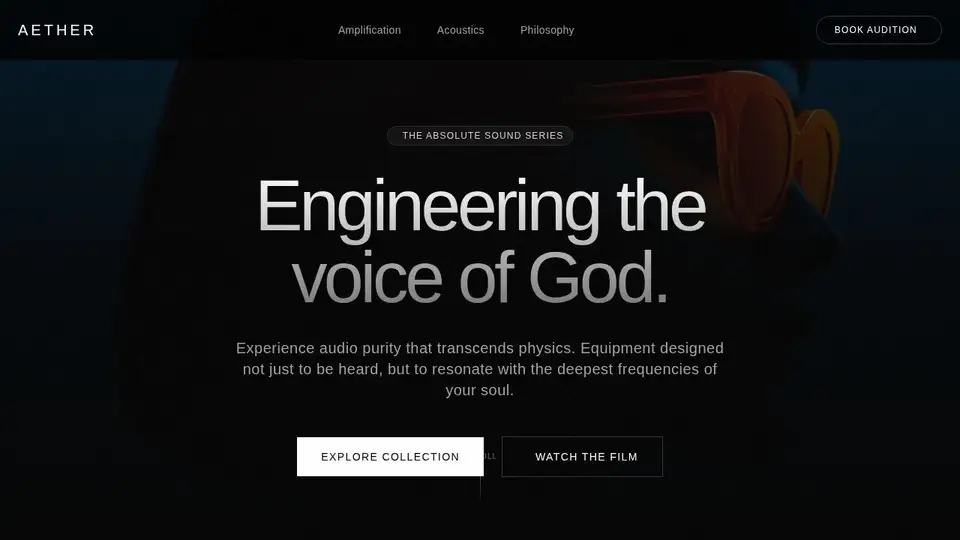 AETHER
Amplification
Acoustics
Philosophy
BOOK AUDITION
THE ABSOLUTE SOUND SERIES
Engineering the
voice of God.
Experience audio purity that transcends physics. Equipment designed
not just to be heard, but to resonate with the deepest frequencies of
your soul.
EXPLORE COLLECTION
WATCH THE FILM